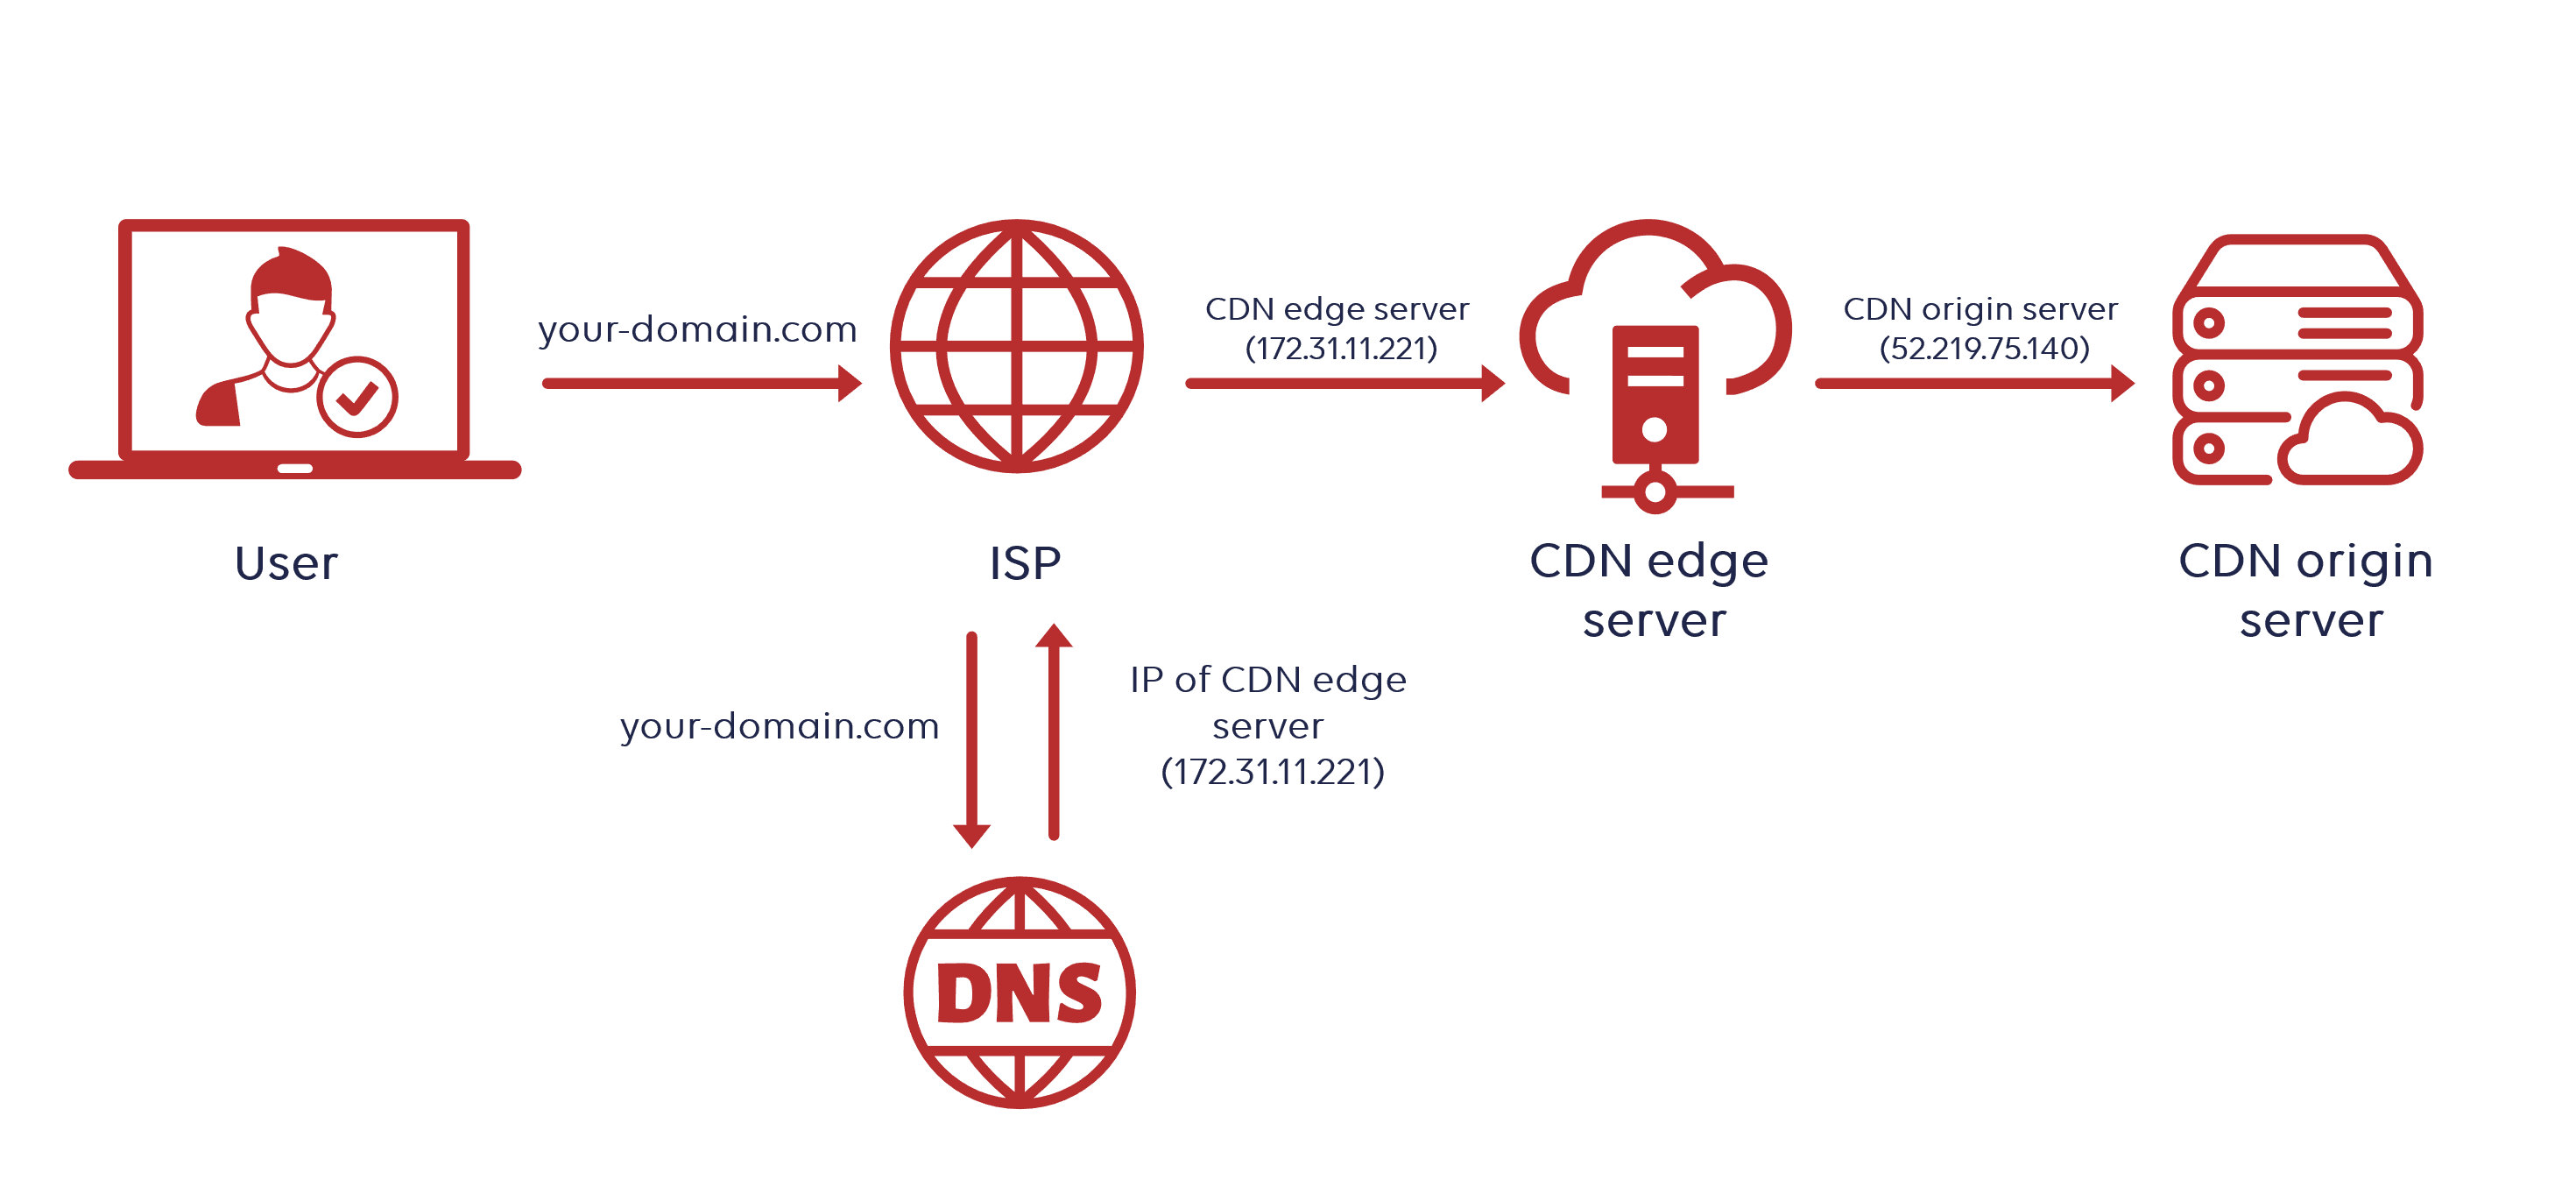 your-domain.com
CDN edge server
(172.31.11.221)
CDN origin server
(52.219.75.140)
User
ISP
CDN edge
server
CDN origin
server
your-domain.com
IP of CDN edge
server
(172.31.11.221)
DNS